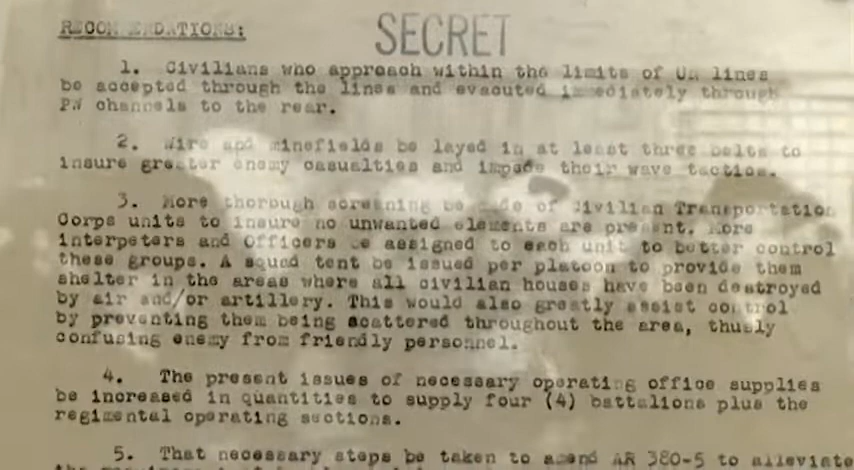 RECOMMENDATIONS:
SECRET
1. Civilians who approach within the limits of UN lines
be accepted through the lines and evacuted immediately through
PW channels to the rear.
2. Wire and minefields be layed in at least three belts to
insure greater enemy casualties and impede their wave tactics.
3. More thorough screening be made of Civilian Transportation
Corps units to insure no unwanted elements are present. More
interpeters and Officers be assigned to each unit to better control
these groups. A squad tent be issued per platoon to provide them
shelter in the areas where all civilian houses have been destroyed
by air and/or artillery. This would also greatly assist control
by preventing them being scattered throughout the area, thusly
confusing enemy from friendly personnel.
4. The present issues of necessary operating office supplies
be increased in quantities to supply four (4) battalions plus the
regimental operating sections.
5. That necessary steps be taken to amend AR 380-5 to alleviate